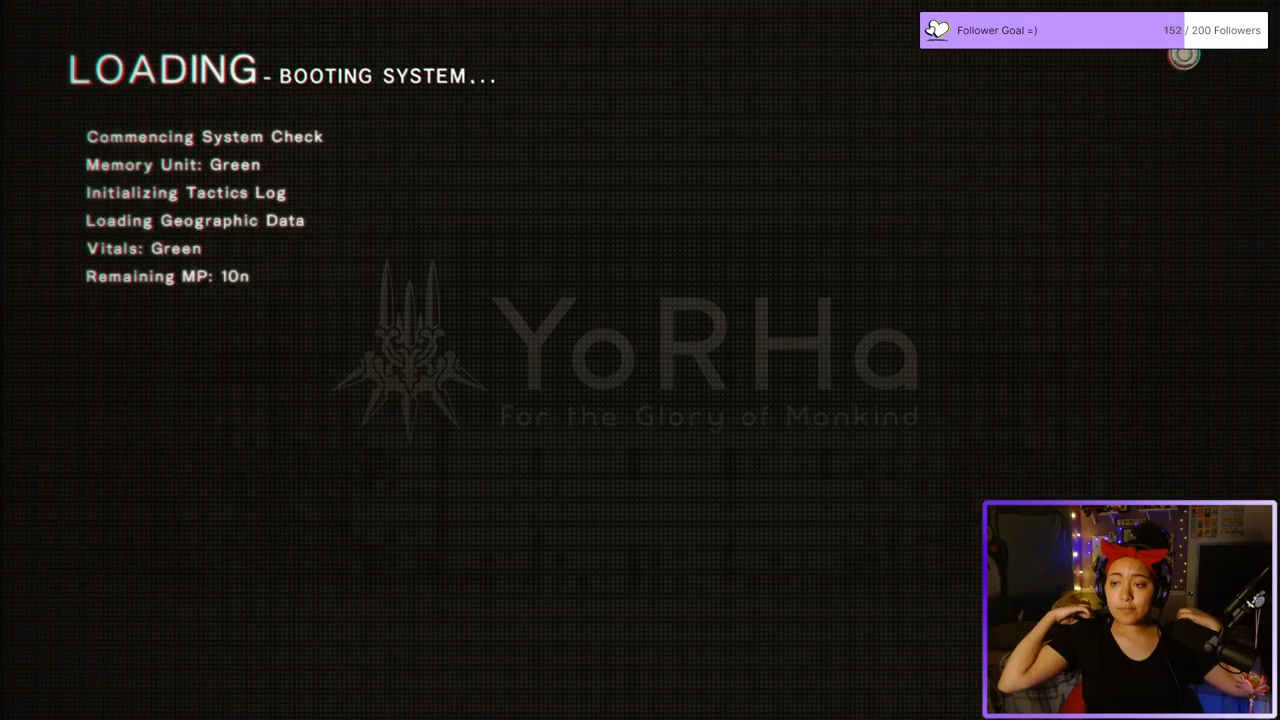 Follower Goal =)
152 / 200 Followers
LOADING - BOOTING SYSTEM...
Commencing System Check
Memory Unit: Green
Initializing Tactics Log
Loading Geographic Data
Vitals: Green
Remaining MP: 10n
YoRHa
For the Glory of Mankind